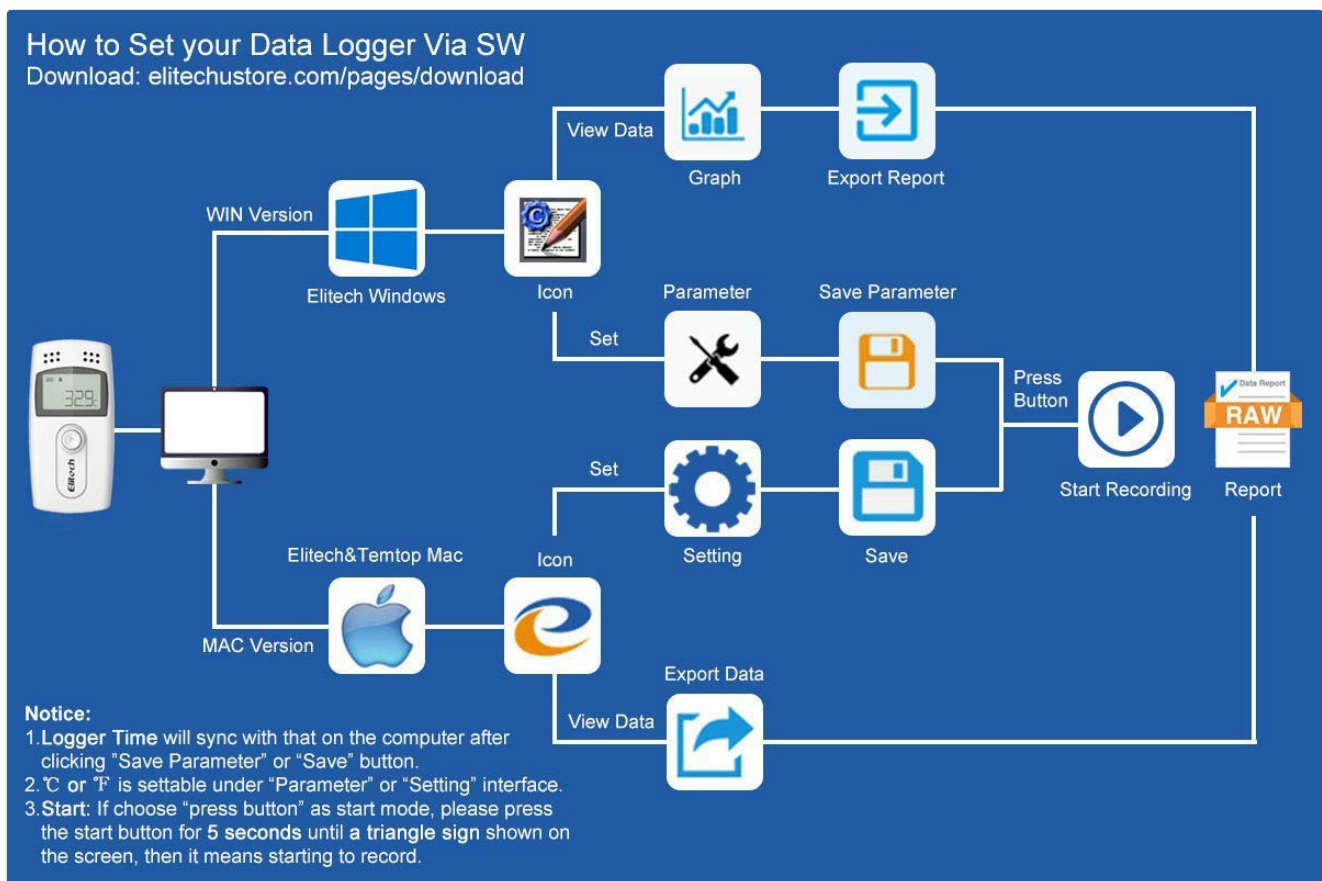 How to Set your Data Logger Via SW
Download: elitechustore.com/pages/download
View Data
Graph
Export Report
WIN Version
Elitech Windows
Icon
Parameter
Save Parameter
Set
Press
Button
329
Elitech
Data Report
RAW
Set
Start Recording
Report
Setting
Save
Elitech&Temtop Mac
Icon
MAC Version
Export Data
View Data
Notice:
1.Logger Time will sync with that on the computer after
clicking ”Save Parameter” or “Save” button.
2.℃ or ℉ is settable under “Parameter” or “Setting” interface.
3.Start: If choose “press button” as start mode, please press
the start button for 5 seconds until a triangle sign shown on
the screen, then it means starting to record.